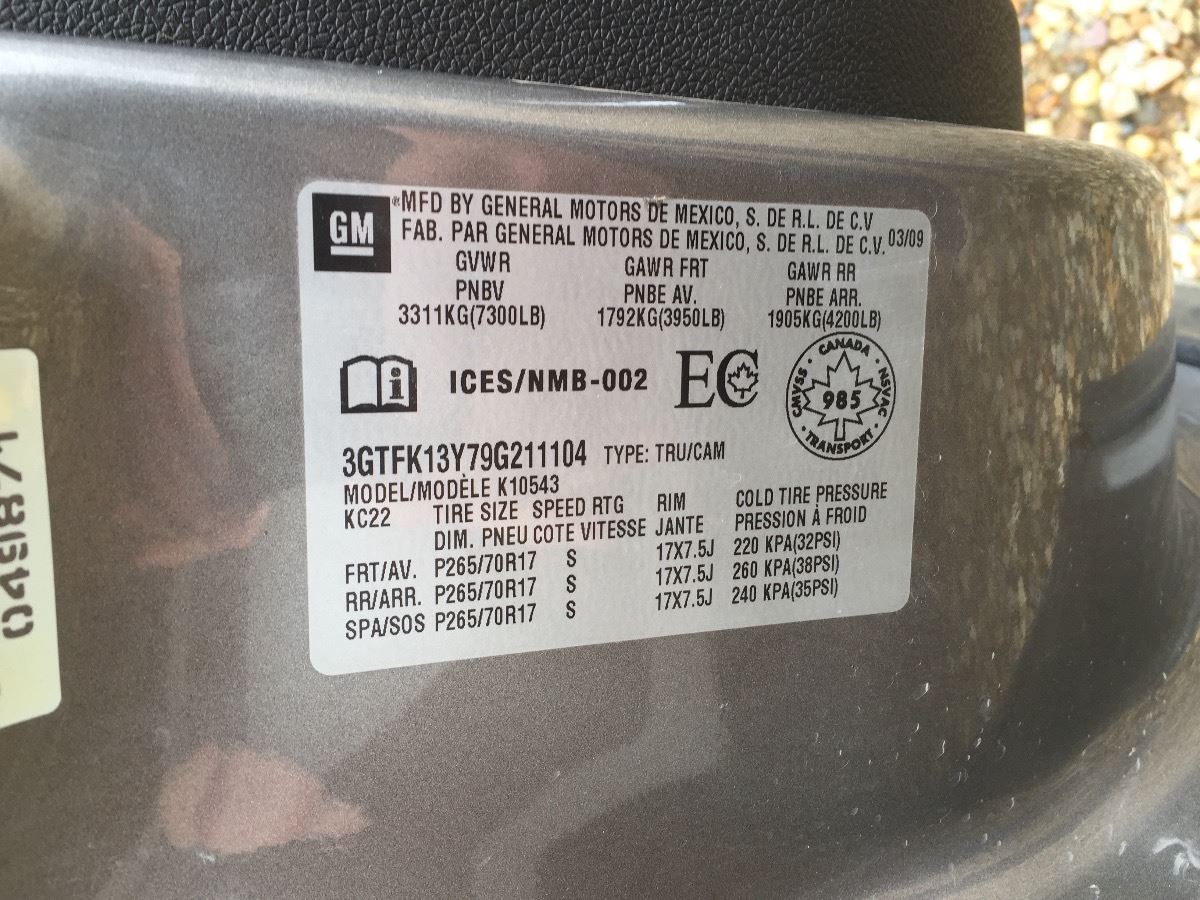 GM
®MFD BY GENERAL MOTORS DE MEXICO, S. DE R.L. DE C.V
FAB. PAR GENERAL MOTORS DE MEXICO, S. DE R.L. DE C.V. 03/09
GVWR GAWR FRT GAWR RR
PNBV PNBE AV. PNBE ARR.
3311KG(7300LB) 1792KG(3950LB) 1905KG(4200LB)
i ICES/NMB-002 EC CANADA CMVSS 985 NSVAC TRANSPORT
3GTFK13Y79G211104 TYPE: TRU/CAM
MODEL/MODÈLE K10543
KC22 TIRE SIZE SPEED RTG RIM COLD TIRE PRESSURE
DIM. PNEU COTE VITESSE JANTE PRESSION À FROID
FRT/AV. P265/70R17 S 17X7.5J 220 KPA(32PSI)
RR/ARR. P265/70R17 S 17X7.5J 260 KPA(38PSI)
SPA/SOS P265/70R17 S 17X7.5J 240 KPA(35PSI)